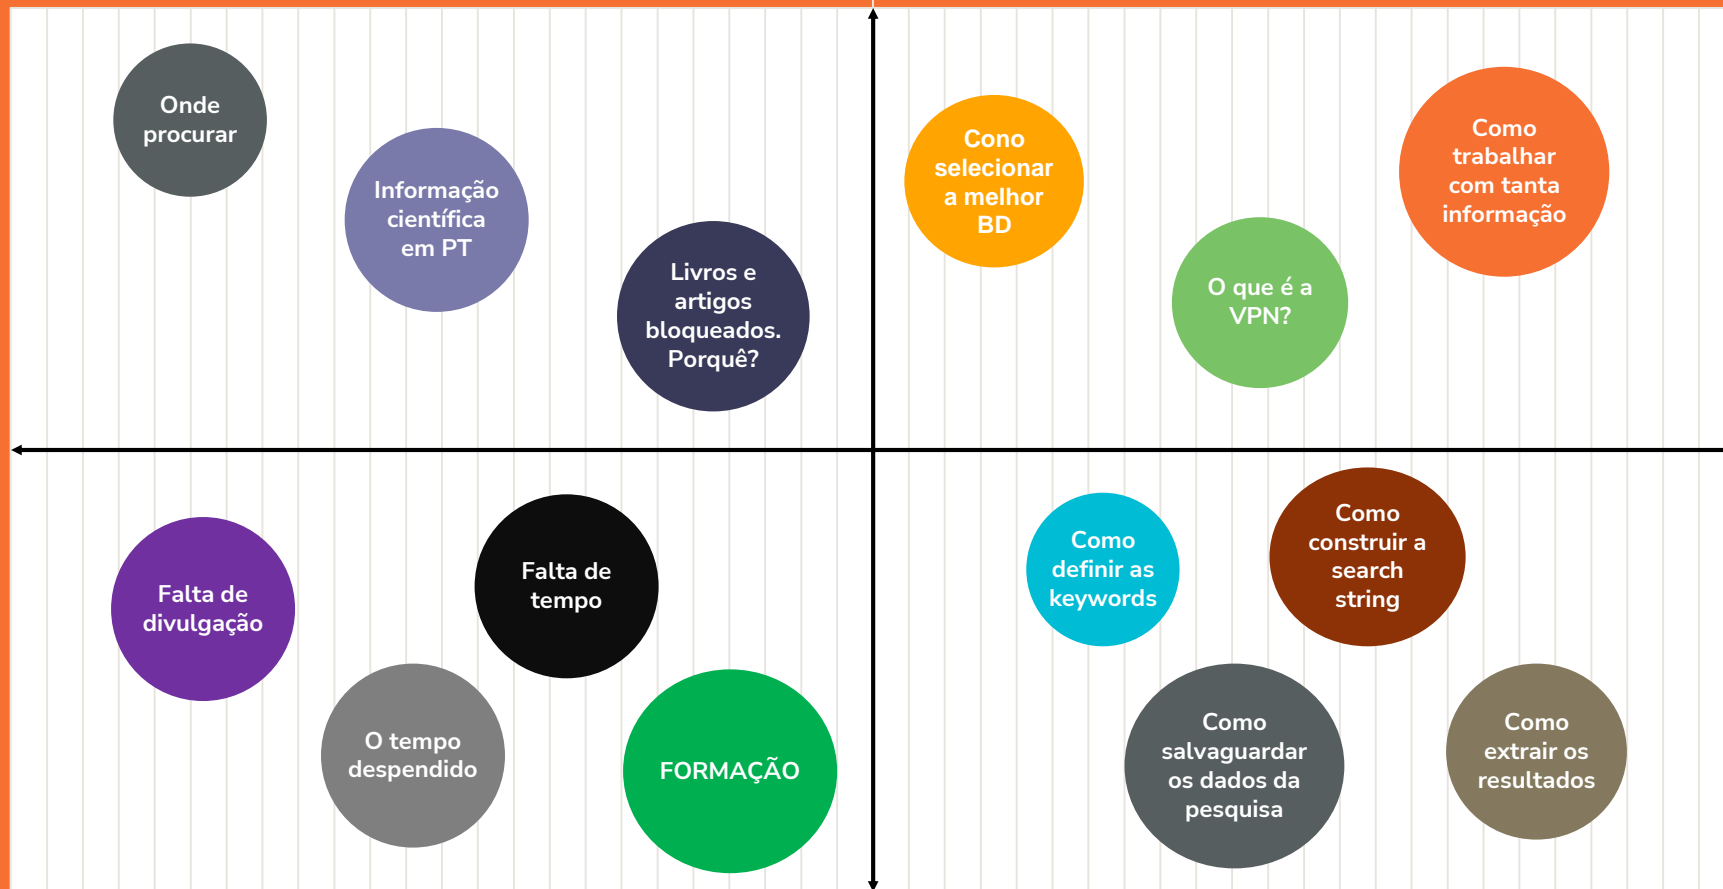 Onde
procurar
Informação
científica
em PT
Livros e
artigos
bloqueados.
Porquê?
Cono
selecionar
a melhor
BD
O que é a
VPN?
Como
trabalhar
com tanta
informação
Falta de
divulgação
O tempo
despendido
Falta de
tempo
FORMAÇÃO
Como
definir as
keywords
Como
construir a
search
string
Como
salvaguardar
os dados da
pesquisa
Como
extrair os
resultados